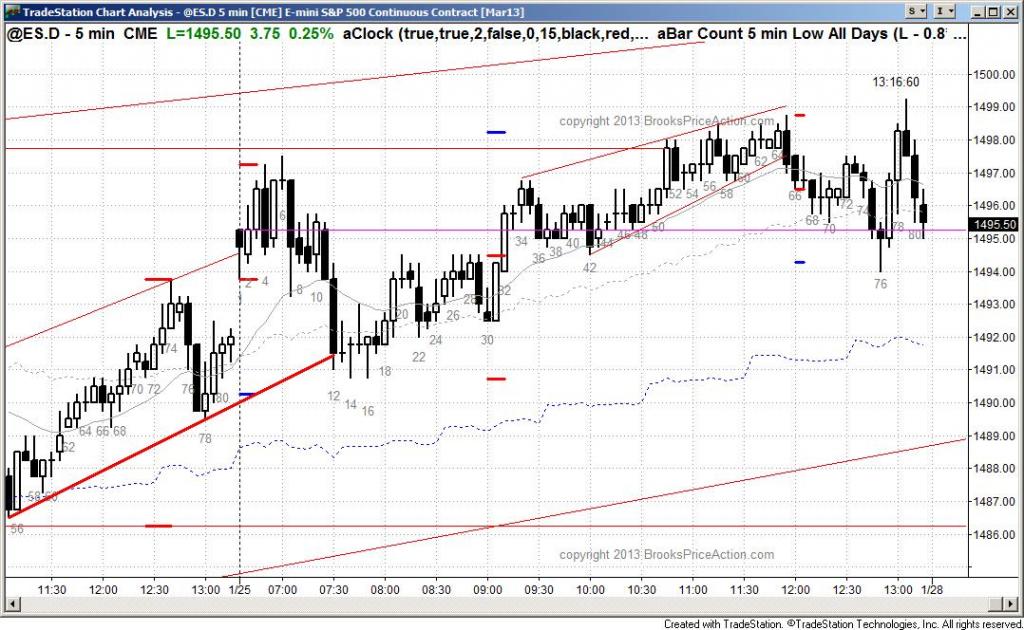 TradeStation Chart Analysis - @ES.D 5 min [CME] E-mini S&P 500 Continuous Contract [Mar13]
S I
@ES.D - 5 min CME L=1495.50 3.75 0.25% aClock (true,true,2,false,0,15,black,red,... aBar Count 5 min Low All Days (L - 0.8 ...
13:16:60
copyright 2013 BrooksPriceAction.com
1500.00
1499.00
1498.00
1497.00
1496.00
1495.50
1495.00
1494.00
1493.00
1492.00
1491.00
1490.00
1489.00
1488.00
1487.00
1486.00
56 58 60 62 64 66 68 70 72 74 76 78 80
2 4 6 8 10 12 14 16 18 20 22 24 26 28 30 32 34 36 38 40 42 44 46 48 50 52 54 56 58 60 62 64 66 68 70 72 74 76 78 80
copyright 2013 BrooksPriceAction.com
11:30 12:00 12:30 13:00 1/25 07:00 07:30 08:00 08:30 09:00 09:30 10:00 10:30 11:00 11:30 12:00 12:30 13:00 1/28
Created with TradeStation. ©TradeStation Technologies, Inc. All rights reserved.